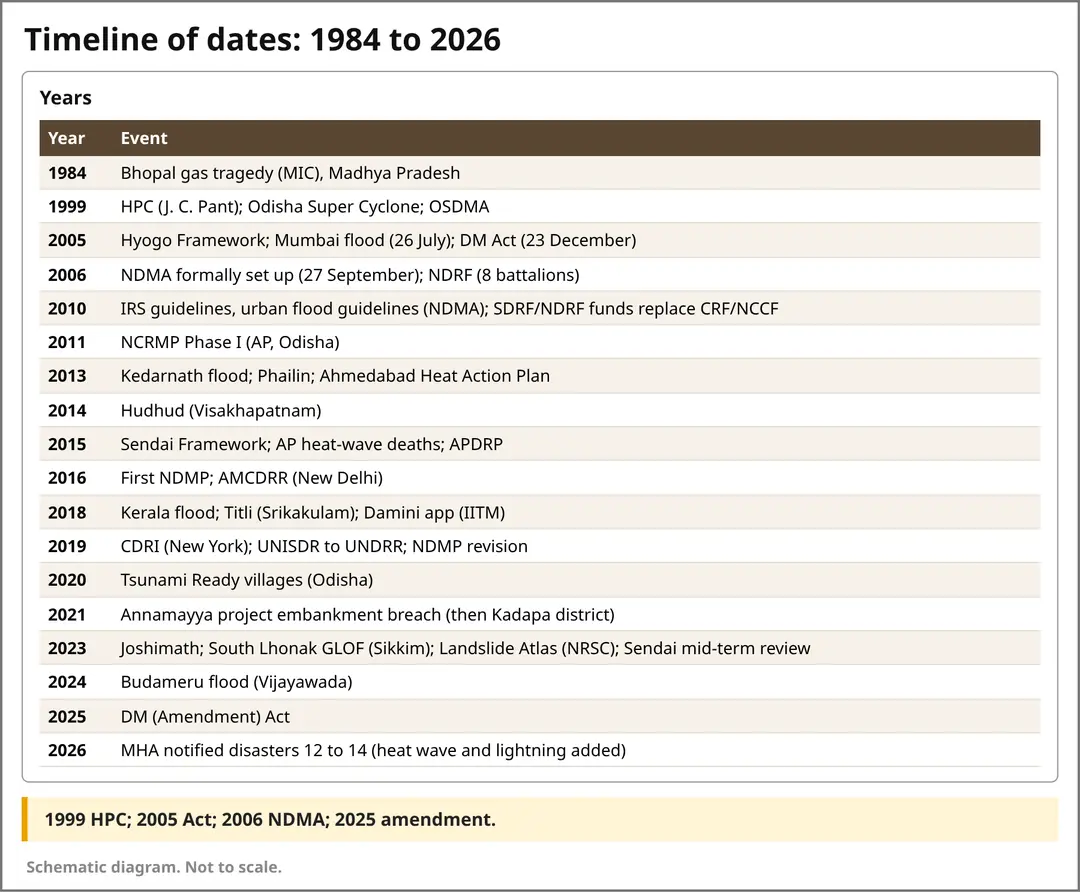 Timeline of dates: 1984 to 2026
Years
Year Event
1984 Bhopal gas tragedy (MIC), Madhya Pradesh
1999 HPC (J. C. Pant); Odisha Super Cyclone; OSDMA
2005 Hyogo Framework; Mumbai flood (26 July); DM Act (23 December)
2006 NDMA formally set up (27 September); NDRF (8 battalions)
2010 IRS guidelines, urban flood guidelines (NDMA); SDRF/NDRF funds replace CRF/NCCF
2011 NCRMP Phase I (AP, Odisha)
2013 Kedarnath flood; Phailin; Ahmedabad Heat Action Plan
2014 Hudhud (Visakhapatnam)
2015 Sendai Framework; AP heat-wave deaths; APDRP
2016 First NDMP; AMCDRR (New Delhi)
2018 Kerala flood; Titli (Srikakulam); Damini app (IITM)
2019 CDRI (New York); UNISDR to UNDRR; NDMP revision
2020 Tsunami Ready villages (Odisha)
2021 Annamayya project embankment breach (then Kadapa district)
2023 Joshimath; South Lhonak GLOF (Sikkim); Landslide Atlas (NRSC); Sendai mid-term review
2024 Budameru flood (Vijayawada)
2025 DM (Amendment) Act
2026 MHA notified disasters 12 to 14 (heat wave and lightning added)
1999 HPC; 2005 Act; 2006 NDMA; 2025 amendment.
Schematic diagram. Not to scale.